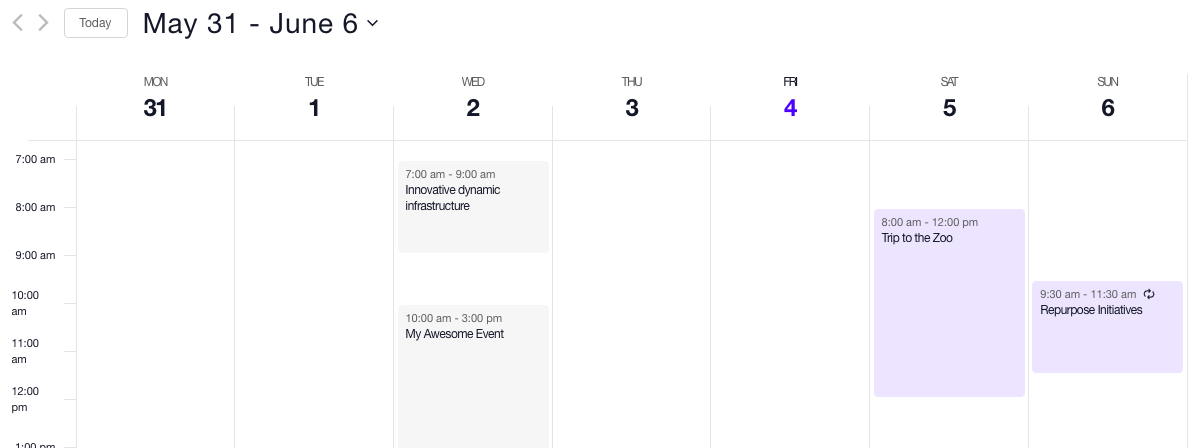 Today
May 31 - June 6
MON
TUE
WED
THU
FRI
SAT
SUN
31
1
2
3
4
5
6
7:00 am
8:00 am
9:00 am
10:00
am
11:00
am
12:00
pm
1:00 pm
7:00 am - 9:00 am
Innovative dynamic
infrastructure
10:00 am - 3:00 pm
My Awesome Event
8:00 am - 12:00 pm
Trip to the Zoo
9:30 am - 11:30 am
Repurpose Initiatives